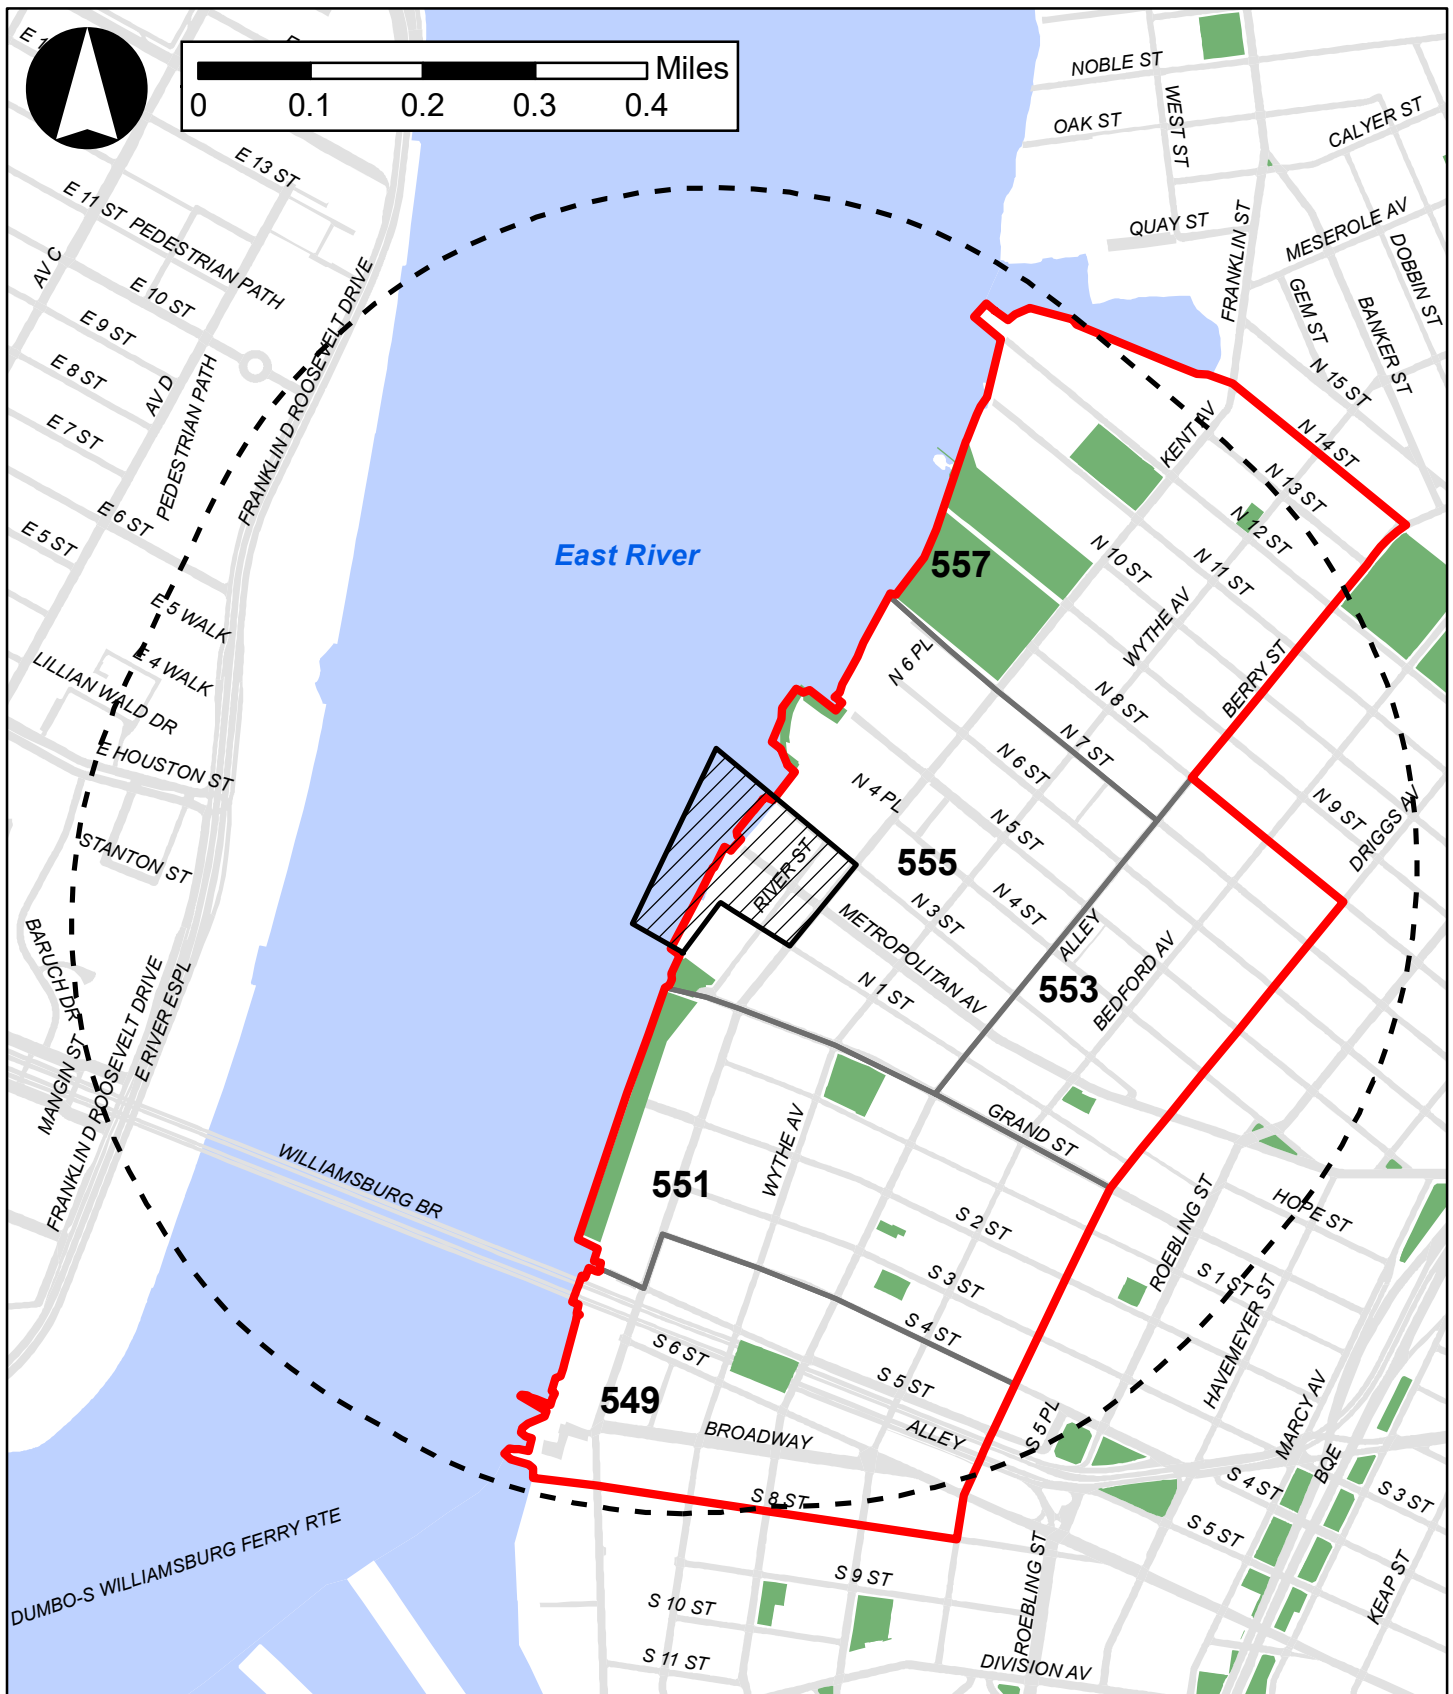 Miles
0 0.1 0.2 0.3 0.4
NOBLE ST
WEST ST
OAK ST
CALYER ST
E 13 ST
E 11 ST PEDESTRIAN PATH
QUAY ST
FRANKLIN ST
MESEROLE AV
DOBBIN ST
AV C
E 10 ST
GEM ST
BANKER ST
E 9 ST
E 8 ST
AV D
PEDESTRIAN PATH
FRANKLIN D ROOSEVELT DRIVE
N 15 ST
E 7 ST
KENT AV
N 14 ST
N 13 ST
E 6 ST
E 5 ST
N 12 ST
East River
557
N 10 ST
N 11 ST
E 5 WALK
WYTHE AV
E 4 WALK
LILLIAN WALD DR
N 6 PL
BERRY ST
N 8 ST
E HOUSTON ST
N 7 ST
N 6 ST
N 4 PL
N 9 ST
DRIGGS AV
STANTON ST
N 5 ST
555
RIVER ST
N 4 ST
N 3 ST
METROPOLITAN AV
ALLEY
BARUCH DR
BEDFORD AV
553
N 1 ST
FRANKLIN D ROOSEVELT DRIVE
E RIVER ESPL
MANGIN ST
GRAND ST
WYTHE AV
WILLIAMSBURG BR
551
HOPE ST
ROEBLING ST
S 2 ST
S 3 ST
S 1 ST
HAVEMEYER ST
S 4 ST
S 6 ST
S 5 ST
549
MARCY AV
BROADWAY
ALLEY
S 5 PL
BQE
S 4 ST
S 3 ST
S 8 ST
S 5 ST
DUMBO-S WILLIAMSBURG FERRY RTE
ROEBLING ST
S 9 ST
KEAP ST
S 10 ST
S 11 ST
DIVISION AV